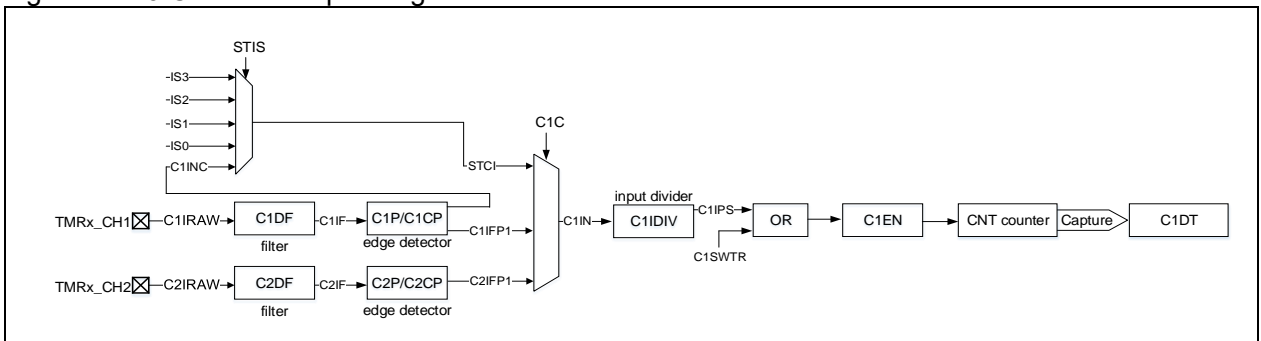 STIS
-IS3
-IS2
-IS1
-IS0
C1INC
STCI
C1C
TMRx_CH1
C1IRAW
C1DF
filter
C1IF
C1P/C1CP
edge detector
C1IFP1
C1IN
input divider
C1IDIV
C1IPS
C1SWTR
OR
C1EN
CNT counter
Capture
C1DT
TMRx_CH2
C2IRAW
C2DF
filter
C2IF
C2P/C2CP
edge detector
C2IFP1